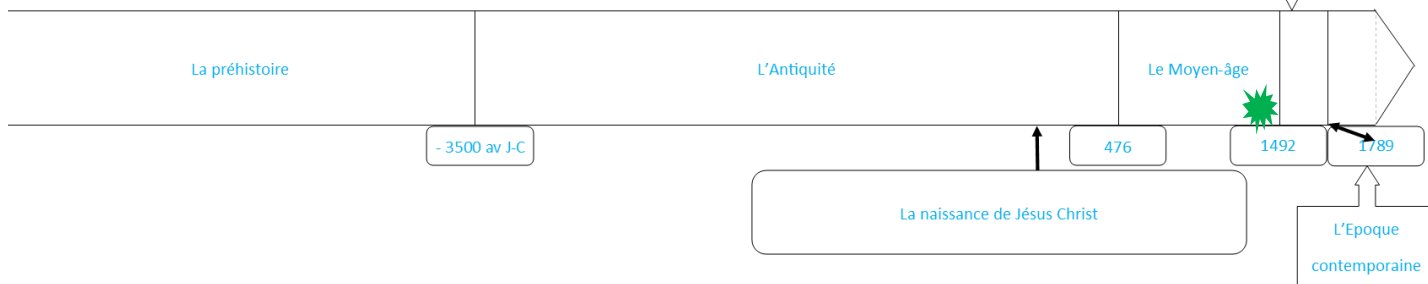 La préhistoire
L'Antiquité
Le Moyen-âge
- 3500 av J-C
476
1492
1789
La naissance de Jésus Christ
L'Epoque
contemporaine